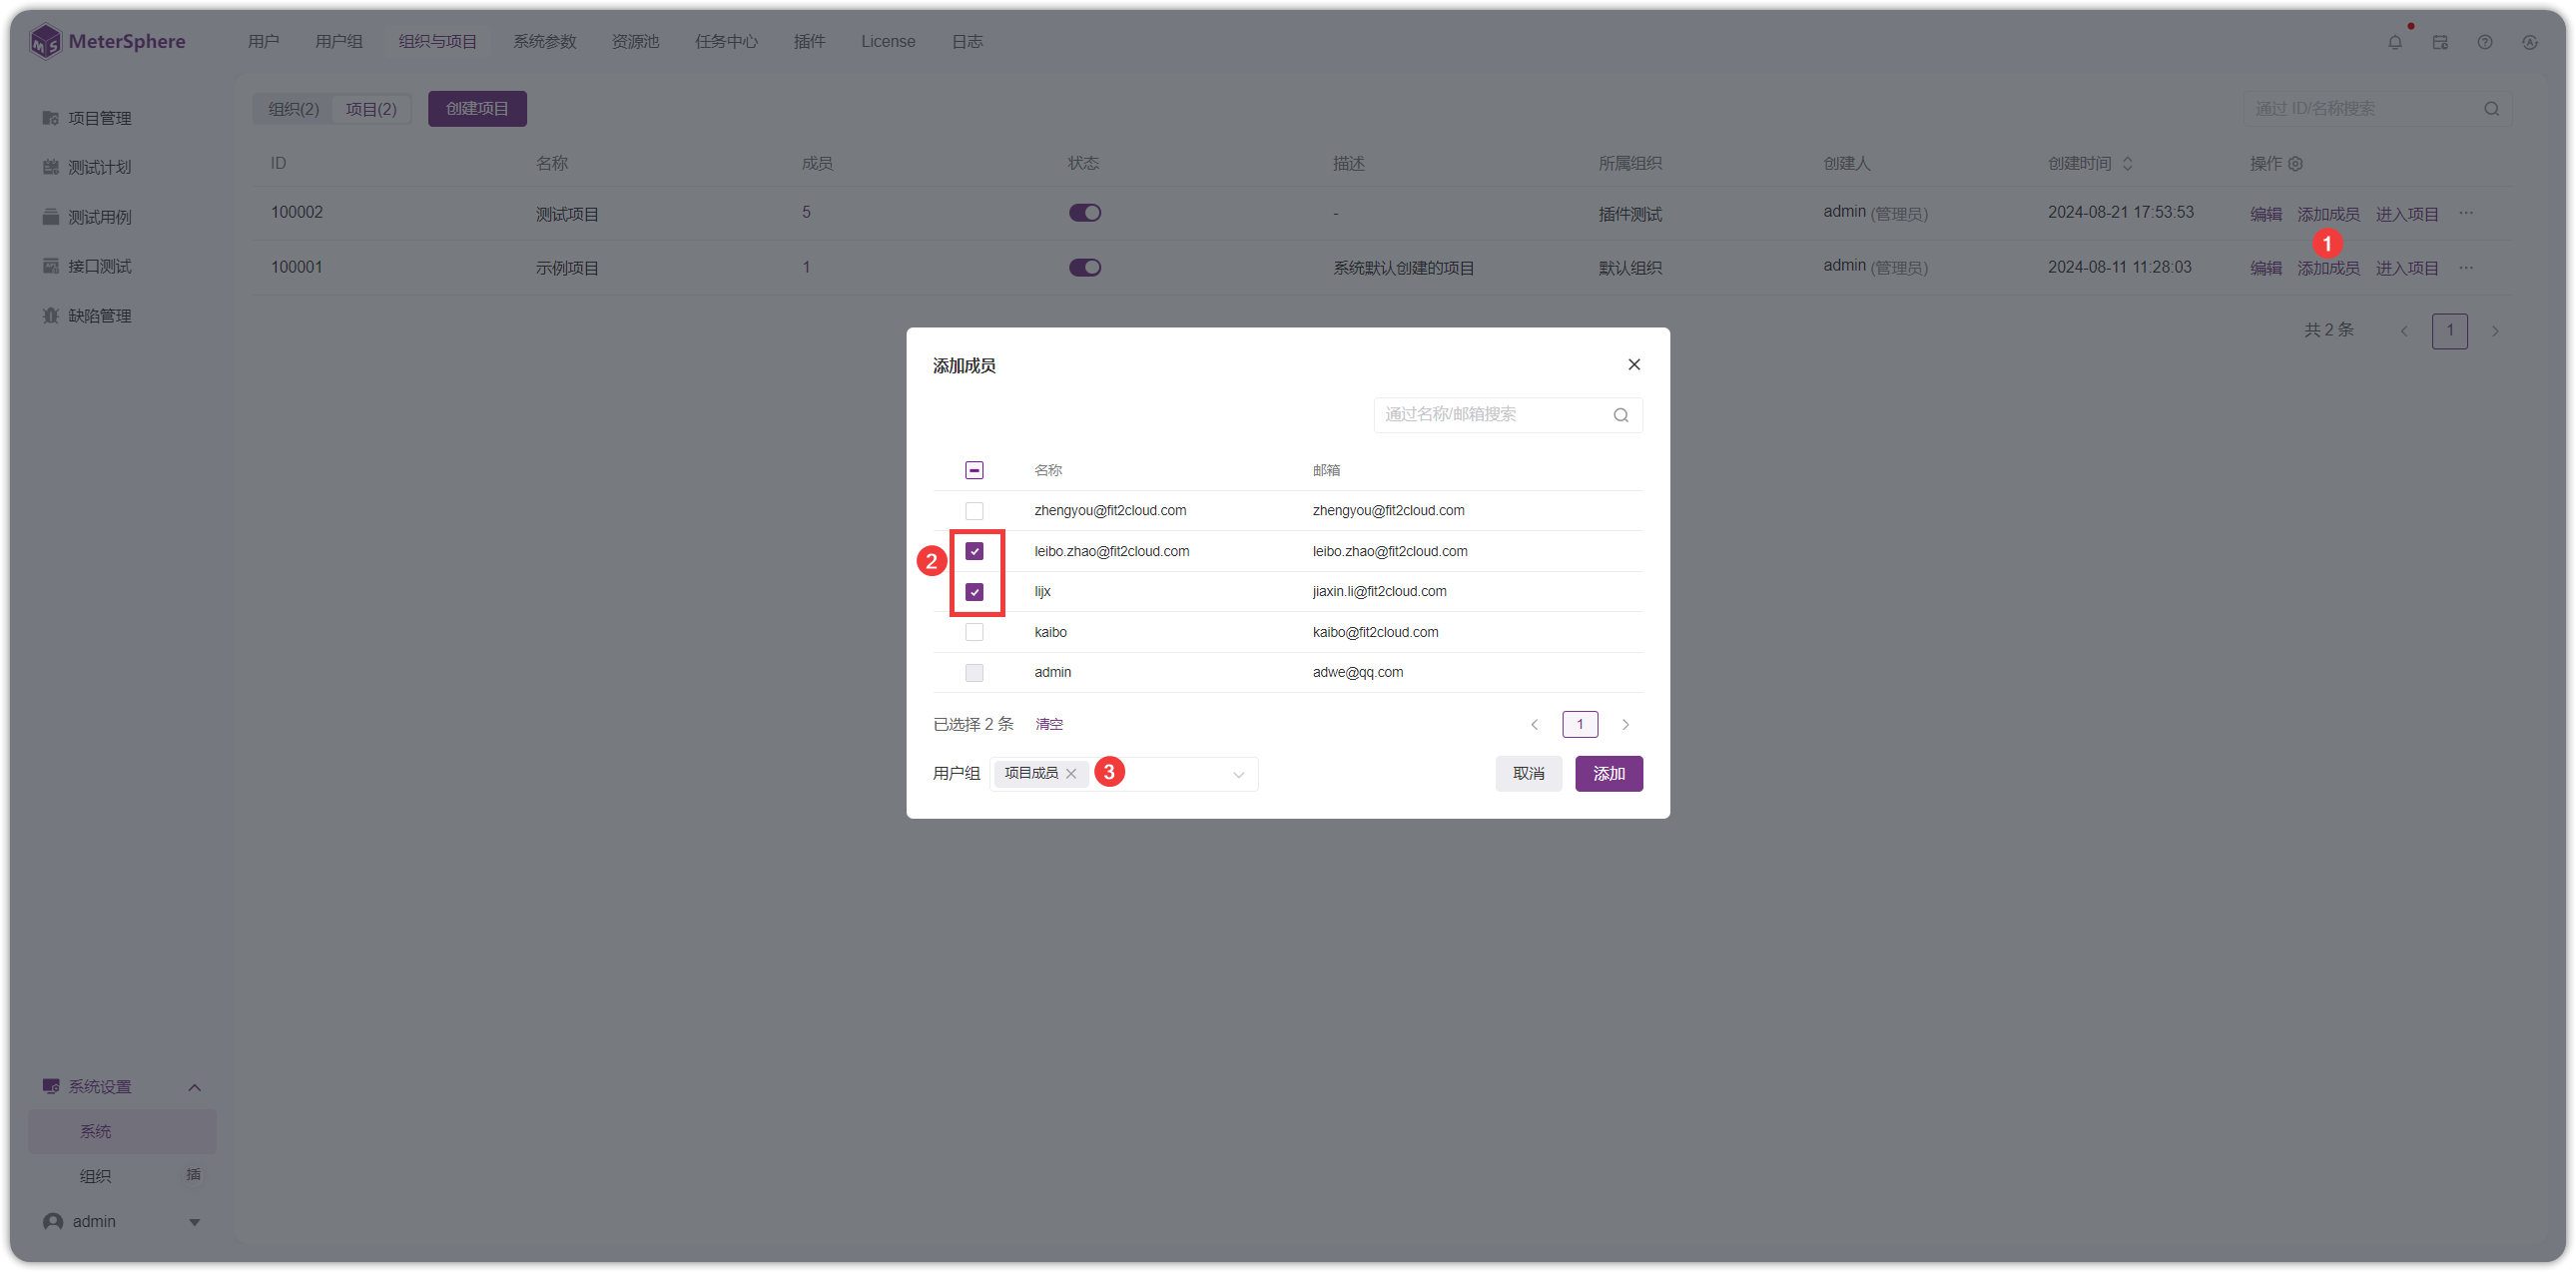 MeterSphere
用户 用户组 组织与项目 系统参数 资源池 任务中心 插件 License 日志
项目管理
测试计划
测试用例
接口测试
缺陷管理
组织(2) 项目(2) 创建项目 通过 ID/名称搜索
ID 名称 成员 状态 描述 所属组织 创建人 创建时间 操作
100002 测试项目 5 - 插件测试 admin (管理员) 2024-08-21 17:53:53 编辑 添加成员 进入项目 ···
1
100001 示例项目 1 系统默认创建的项目 默认组织 admin (管理员) 2024-08-11 11:28:03 编辑 添加成员 进入项目 ···
共 2 条 1
添加成员
通过名称/邮箱搜索
名称 邮箱
zhengyou@fit2cloud.com zhengyou@fit2cloud.com
2
leibo.zhao@fit2cloud.com leibo.zhao@fit2cloud.com
lijx jiaxin.li@fit2cloud.com
kaibo kaibo@fit2cloud.com
admin adwe@qq.com
已选择 2 条 清空 1
用户组 项目成员 3 取消 添加
系统设置
系统
组织 插
admin